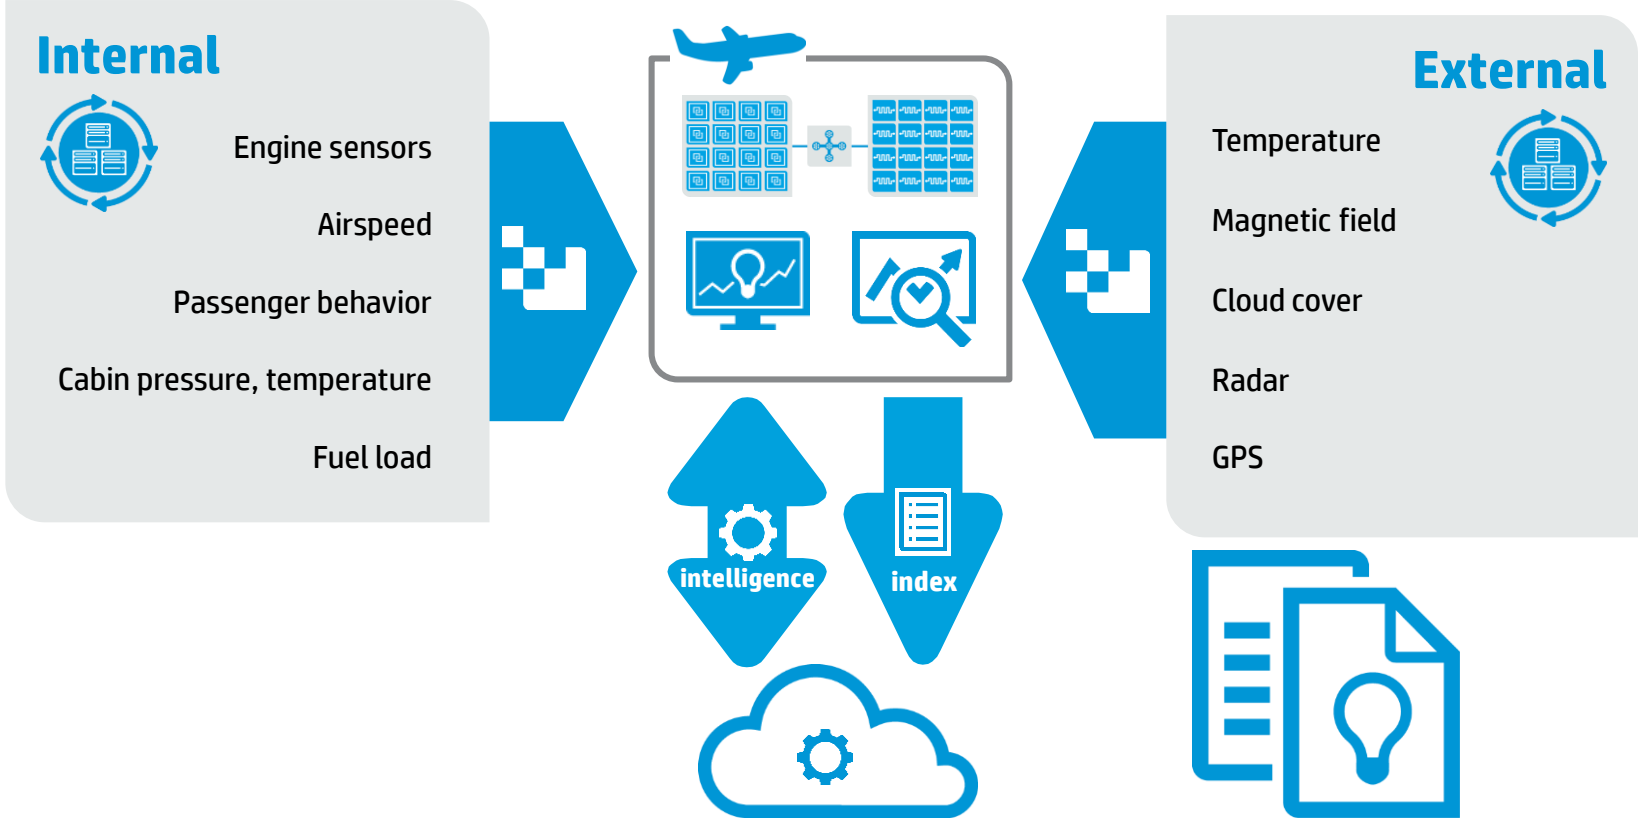 Internal
Engine sensors
Airspeed
Passenger behavior
Cabin pressure, temperature
Fuel load
intelligence
index
External
Temperature
Magnetic field
Cloud cover
Radar
GPS